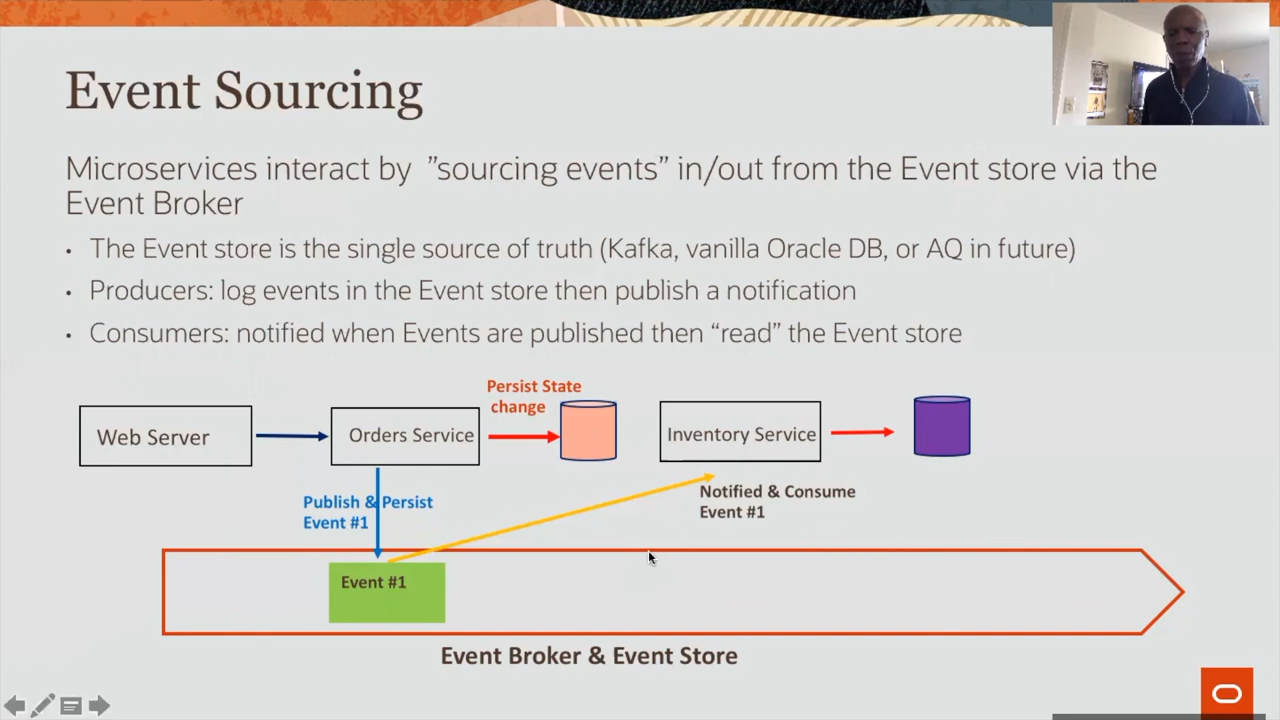 Event Sourcing
Microservices interact by ”sourcing events” in/out from the Event store via the
Event Broker
• The Event store is the single source of truth (Kafka, vanilla Oracle DB, or AQ in future)
• Producers: log events in the Event store then publish a notification
• Consumers: notified when Events are published then “read” the Event store
Persist State
change
Web Server
Orders Service
Inventory Service
Publish & Persist
Event #1
Notified & Consume
Event #1
Event #1
Event Broker & Event Store